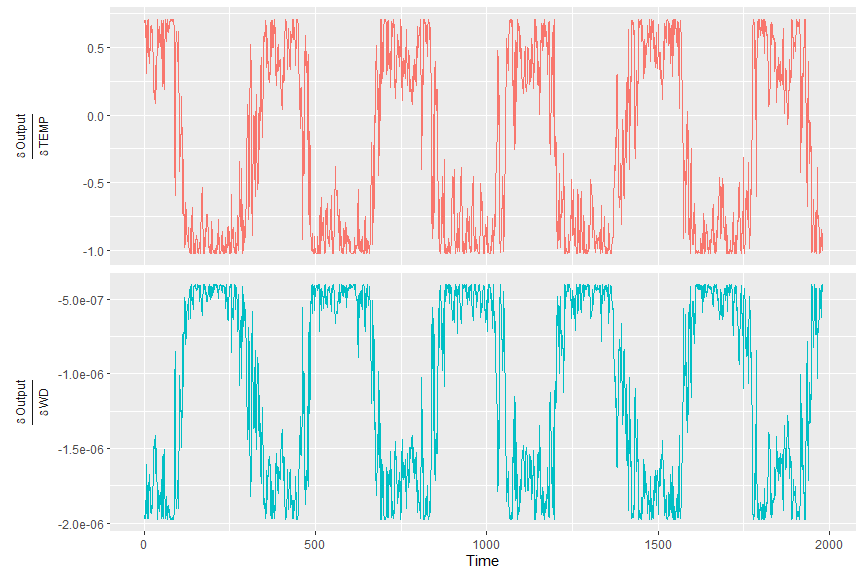 0.5
0.0
-0.5
-1.0
δ Output
δ TEMP
-5.0e-07
-1.0e-06
-1.5e-06
-2.0e-06
δ Output
δ WD
0 500 1000 1500 2000
Time